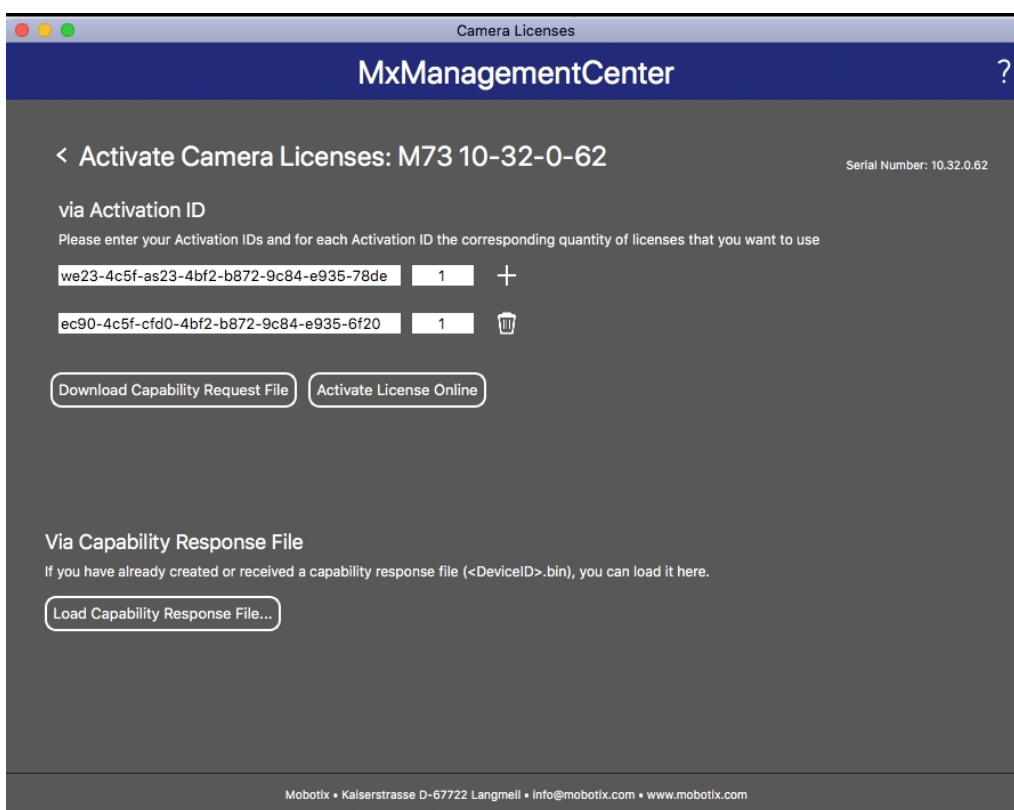 Camera Licenses
MxManagementCenter ?
< Activate Camera Licenses: M73 10-32-0-62
Serial Number: 10.32.0.62
via Activation ID
Please enter your Activation IDs and for each Activation ID the corresponding quantity of licenses that you want to use
we23-4c5f-as23-4bf2-b872-9c84-e935-78de 1 +
ec90-4c5f-cfd0-4bf2-b872-9c84-e935-6f20 1
Download Capability Request File Activate License Online
Via Capability Response File
If you have already created or received a capability response file (<DeviceID>.bin), you can load it here.
Load Capability Response File...
Mobotix • Kaiserstrasse D-67722 Langmeil • info@mobotix.com • www.mobotix.com